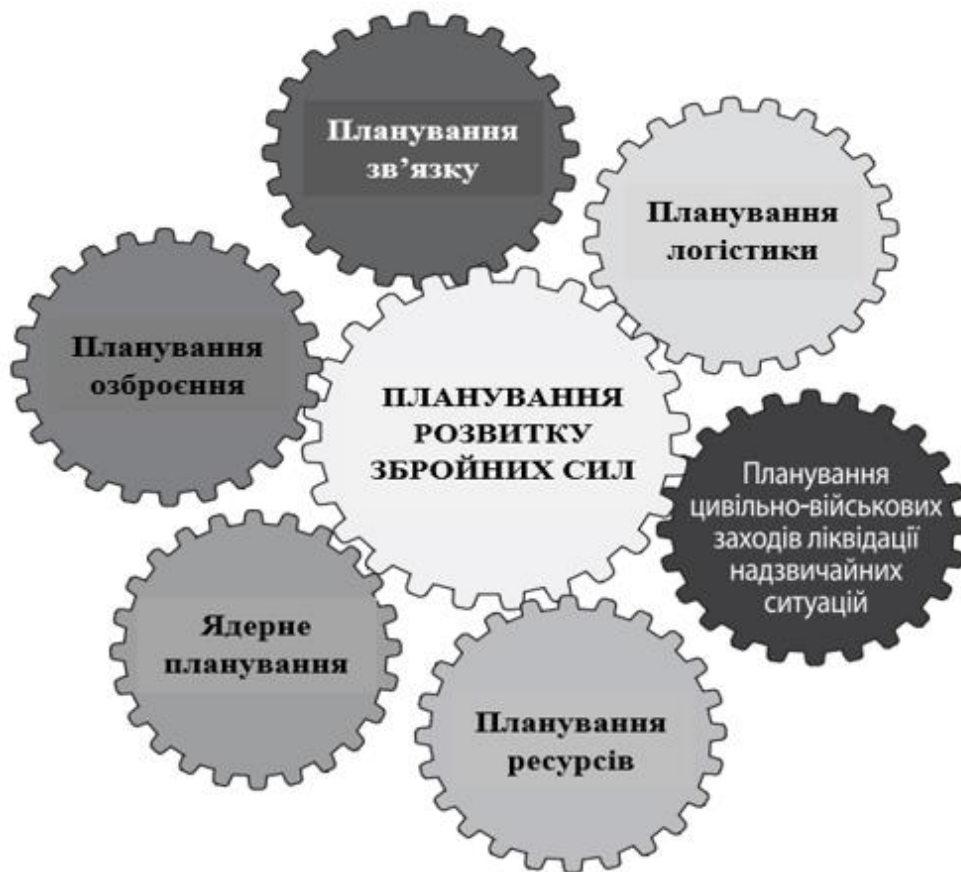 Планування
зв’язку
Планування
логістики
Планування
озброєння
ПЛАНУВАННЯ
РОЗВИТКУ
ЗБРОЙНИХ СИЛ
Планування
цивільно-військових
заходів ліквідації
надзвичайних
ситуацій
Ядерне
планування
Планування
ресурсів